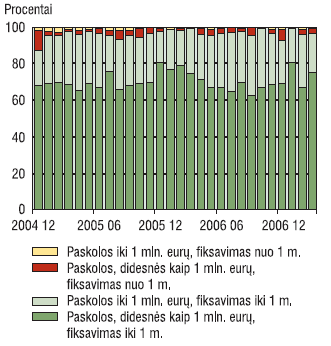 Procentai
100
80
60
40
20
0
2004 12 2005 06 2005 12 2006 06 2006 12
Paskolos iki 1 mln. eurų, fiksavimas nuo 1 m.
Paskolos, didesnės kaip 1 mln. eurų,
fiksavimas nuo 1 m.
Paskolos iki 1 mln. eurų, fiksavimas iki 1 m.
Paskolos, didesnės kaip 1 mln. eurų,
fiksavimas iki 1 m.